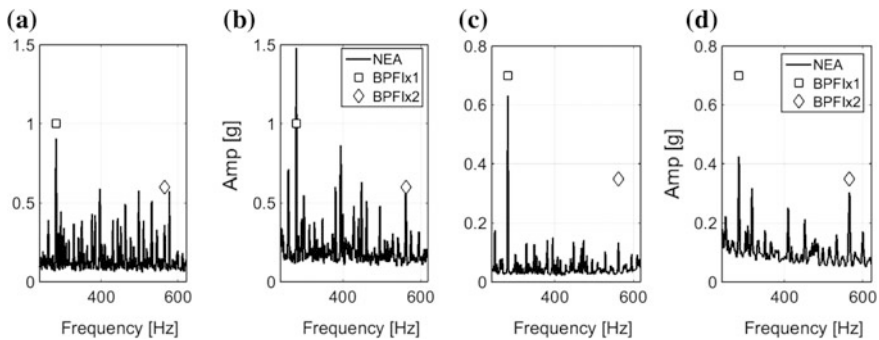 (a)
1.5
1
0.5
0
400
600
Frequency [Hz]
(b)
Amp [g]
1.5
1
0.5
0
400
600
Frequency [Hz]
NEA
BPFIx1
BPFIx2
(c)
0.8
0.6
0.4
0.2
0
400
600
Frequency [Hz]
(d)
Amp [g]
0.8
0.6
0.4
0.2
0
400
600
Frequency [Hz]
NEA
BPFIx1
BPFIx2